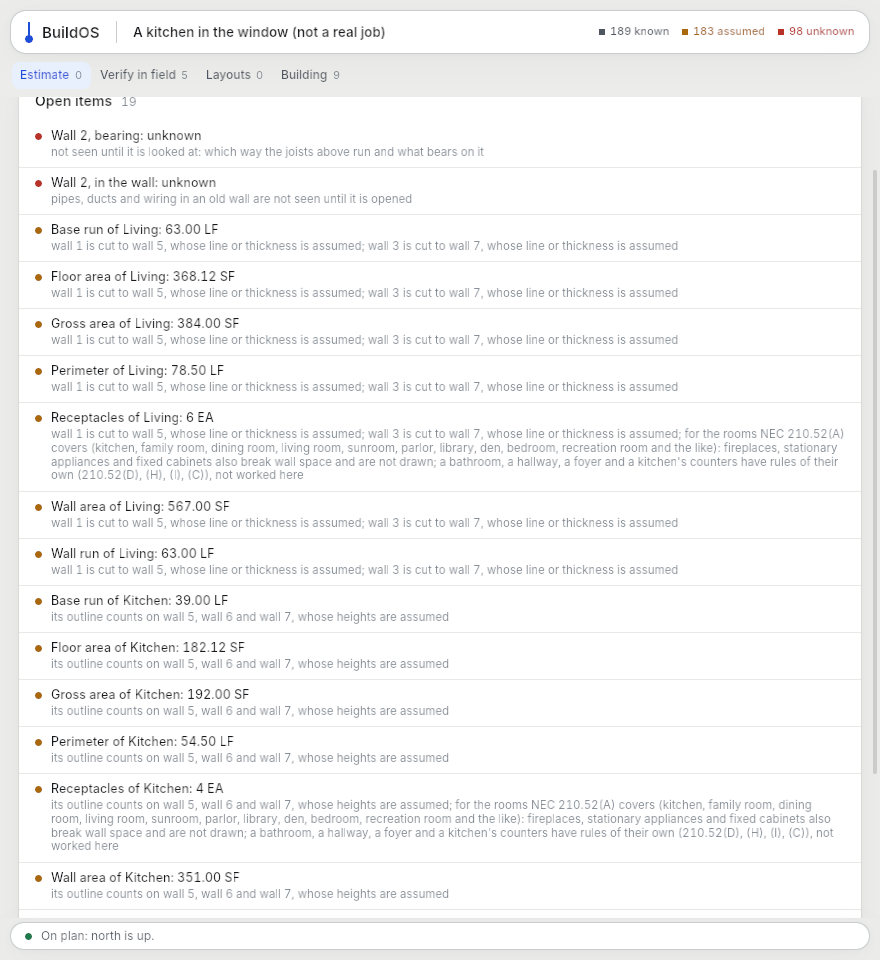 BuildOS
A kitchen in the window (not a real job)
189 known
183 assumed
98 unknown
Estimate 0
Verify in field 5
Layouts 0
Building 9
Open items 19
Wall 2, bearing: unknown
not seen until it is looked at: which way the joists above run and what bears on it
Wall 2, in the wall: unknown
pipes, ducts and wiring in an old wall are not seen until it is opened
Base run of Living: 63.00 LF
wall 1 is cut to wall 5, whose line or thickness is assumed; wall 3 is cut to wall 7, whose line or thickness is assumed
Floor area of Living: 368.12 SF
wall 1 is cut to wall 5, whose line or thickness is assumed; wall 3 is cut to wall 7, whose line or thickness is assumed
Gross area of Living: 384.00 SF
wall 1 is cut to wall 5, whose line or thickness is assumed; wall 3 is cut to wall 7, whose line or thickness is assumed
Perimeter of Living: 78.50 LF
wall 1 is cut to wall 5, whose line or thickness is assumed; wall 3 is cut to wall 7, whose line or thickness is assumed
Receptacles of Living: 6 EA
wall 1 is cut to wall 5, whose line or thickness is assumed; wall 3 is cut to wall 7, whose line or thickness is assumed; for the rooms NEC 210.52(A)
covers (kitchen, family room, dining room, living room, sunroom, parlor, library, den, bedroom, recreation room and the like): fireplaces, stationary
appliances and fixed cabinets also break wall space and are not drawn; a bathroom, a hallway, a foyer and a kitchen's counters have rules of their
own (210.52(D), (H), (I), (C)), not worked here
Wall area of Living: 567.00 SF
wall 1 is cut to wall 5, whose line or thickness is assumed; wall 3 is cut to wall 7, whose line or thickness is assumed
Wall run of Living: 63.00 LF
wall 1 is cut to wall 5, whose line or thickness is assumed; wall 3 is cut to wall 7, whose line or thickness is assumed
Base run of Kitchen: 39.00 LF
its outline counts on wall 5, wall 6 and wall 7, whose heights are assumed
Floor area of Kitchen: 182.12 SF
its outline counts on wall 5, wall 6 and wall 7, whose heights are assumed
Gross area of Kitchen: 192.00 SF
its outline counts on wall 5, wall 6 and wall 7, whose heights are assumed
Perimeter of Kitchen: 54.50 LF
its outline counts on wall 5, wall 6 and wall 7, whose heights are assumed
Receptacles of Kitchen: 4 EA
its outline counts on wall 5, wall 6 and wall 7, whose heights are assumed; for the rooms NEC 210.52(A) covers (kitchen, family room, dining
room, living room, sunroom, parlor, library, den, bedroom, recreation room and the like): fireplaces, stationary appliances and fixed cabinets also
break wall space and are not drawn; a bathroom, a hallway, a foyer and a kitchen's counters have rules of their own (210.52(D), (H), (I), (C)), not
worked here
Wall area of Kitchen: 351.00 SF
its outline counts on wall 5, wall 6 and wall 7, whose heights are assumed
On plan: north is up.